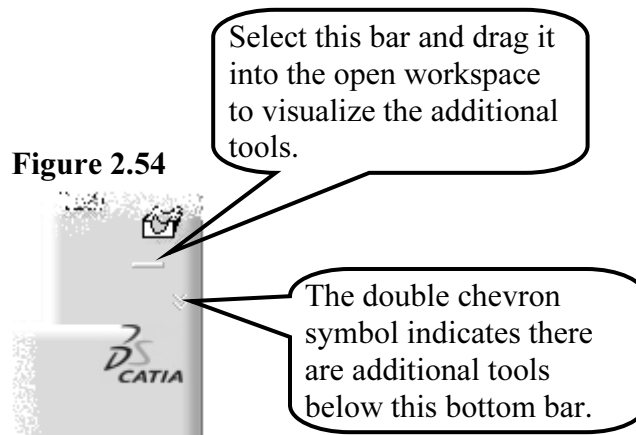 Select this bar and drag it
into the open workspace
to visualize the additional
tools.
Figure 2.54
The double chevron
symbol indicates there
are additional tools
below this bottom bar.
DS
CATIA